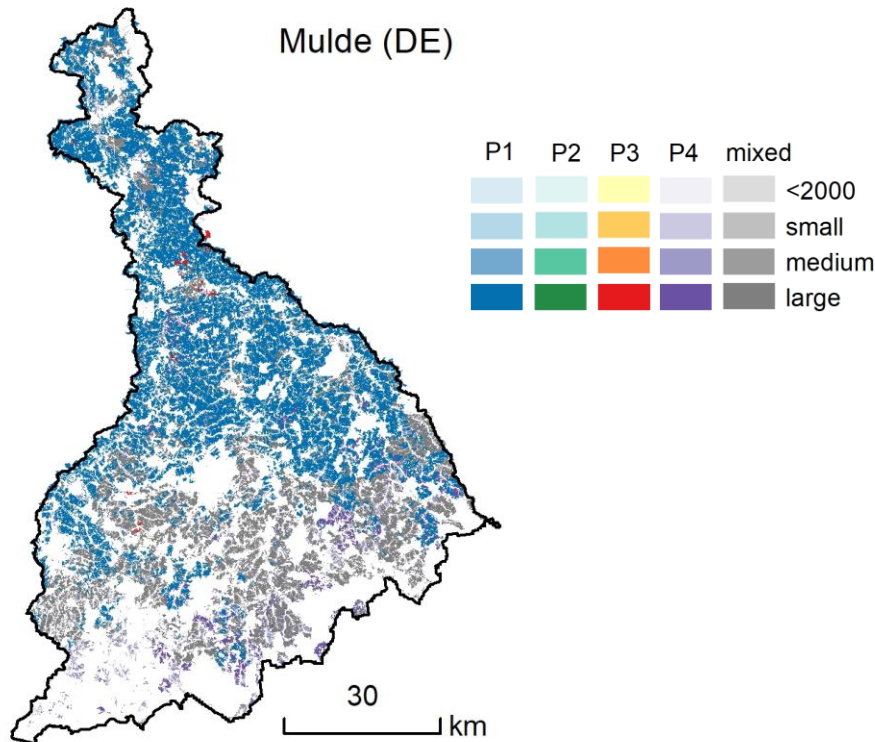 Mulde (DE)
P1 P2 P3 P4 mixed
<2000
small
medium
large
30
km